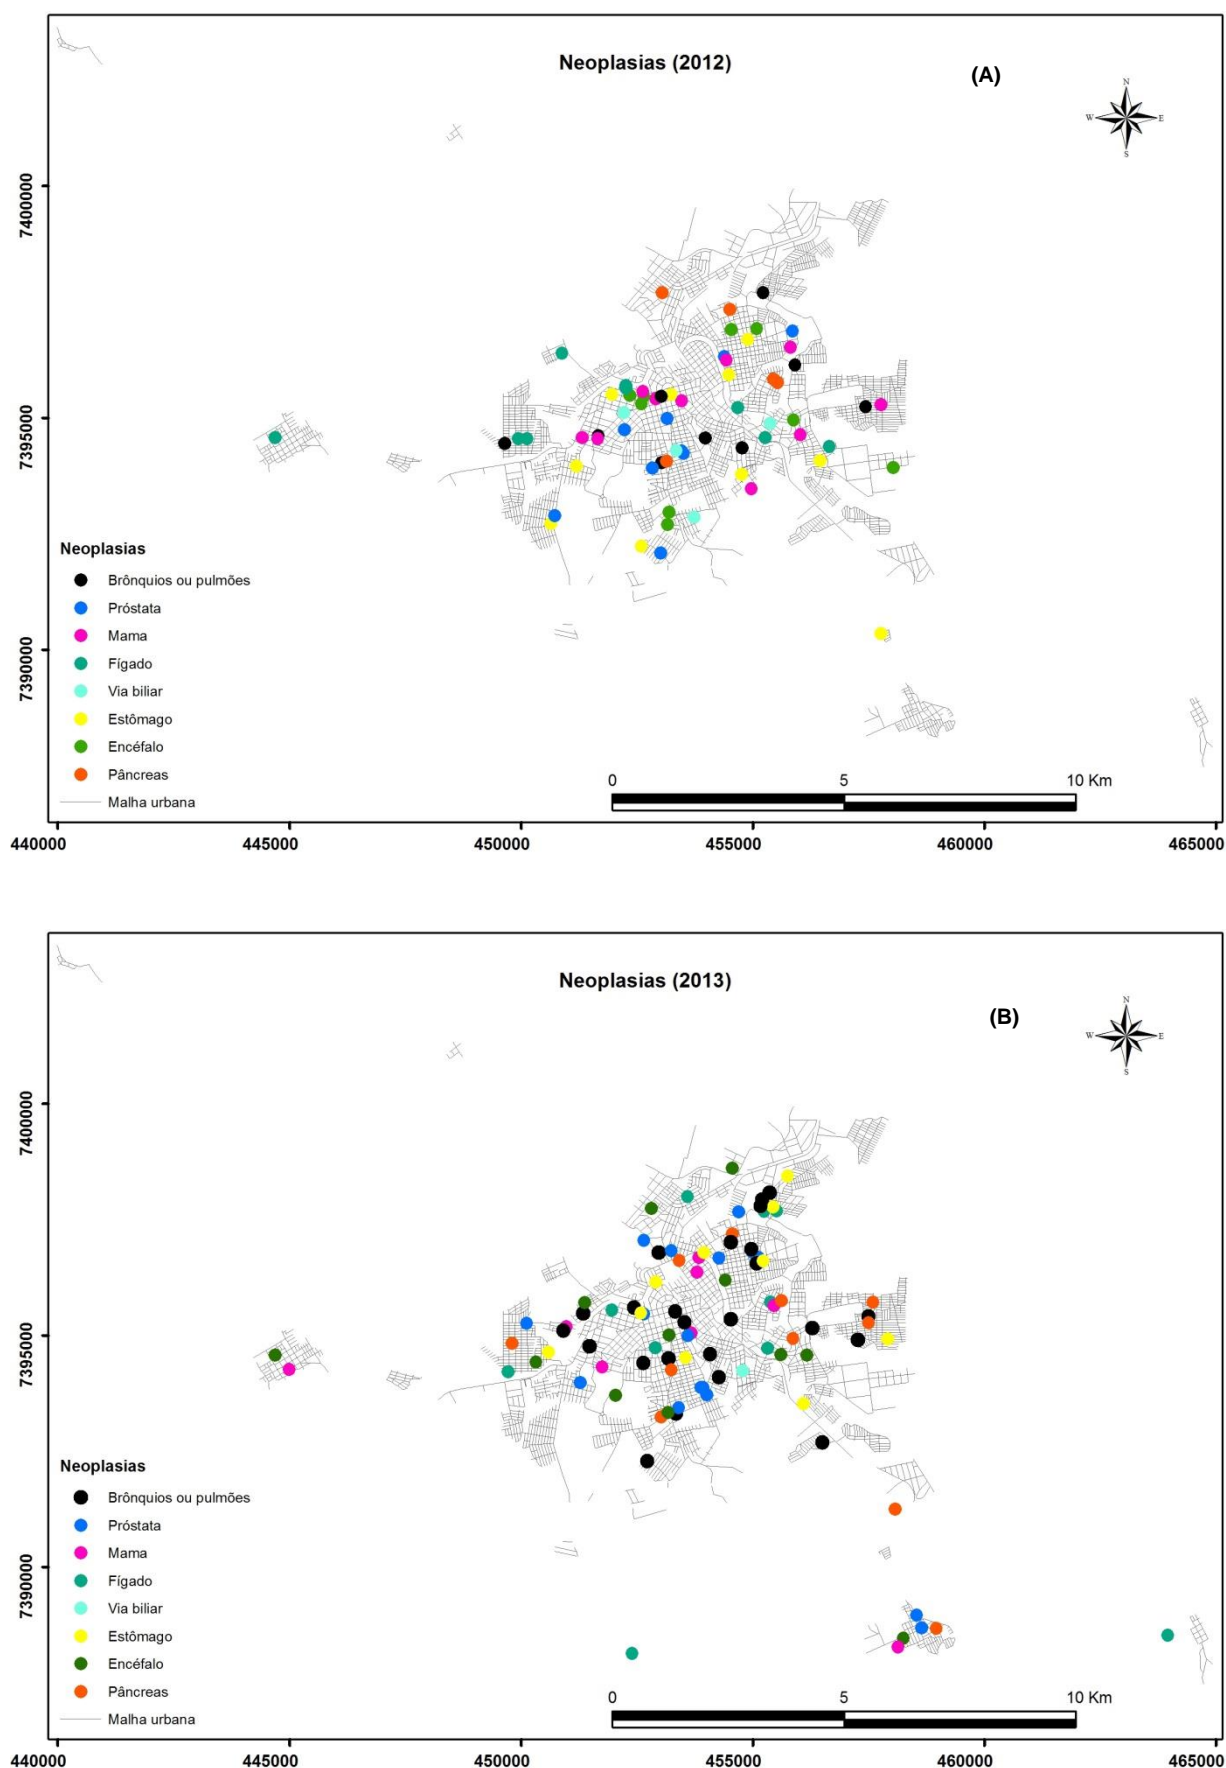 Neoplasias (2012)
(A)
N
W E
S
7400000
7395000
7390000
Neoplasias
Brônquios ou pulmões
Próstata
Mama
Fígado
Via biliar
Estômago
Encéfalo
Pâncreas
Malha urbana
0 5 10 Km
440000 445000 450000 455000 460000 465000
Neoplasias (2013)
(B)
N
W E
S
7400000
7395000
7390000
Neoplasias
Brônquios ou pulmões
Próstata
Mama
Fígado
Via biliar
Estômago
Encéfalo
Pâncreas
Malha urbana
0 5 10 Km
440000 445000 450000 455000 460000 465000